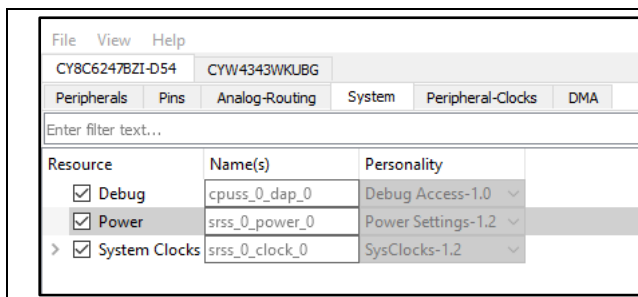 File View Help
CY8C6247BZI-D54 CYW4343WKUBG
Peripherals Pins Analog-Routing System Peripheral-Clocks DMA
Enter filter text...
Resource Name(s) Personality
Debug cpuss_0_dap_0 Debug Access-1.0
Power srss_0_power_0 Power Settings-1.2
System Clocks srss_0_clock_0 SysClocks-1.2